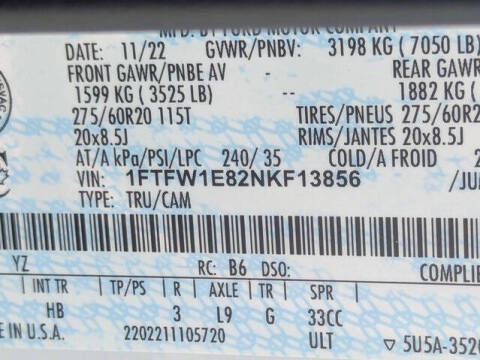 MFD. BY FORD MOTOR COMPANY
DATE: 11/22 GVWR/PNBV: 3198 KG ( 7050 LB)
FRONT GAWR/PNBE AV REAR GAWR
1599 KG ( 3525 LB) -- 1882 KG (
275/60R20 115T TIRES/PNEUS 275/60R20
20x8.5J RIMS/JANTES 20x8.5J
AT/A kPa/PSI/LPC 240/ 35 COLD/A FROID
VIN: 1FTFW1E82NKF13856
TYPE: TRU/CAM
YZ RC: B6 DSO: COMPLIE
INT TR TP/PS R AXLE TR SPR
HB 3 L9 G 33CC
2202211105720 ULT ▽ 5U5A-3520